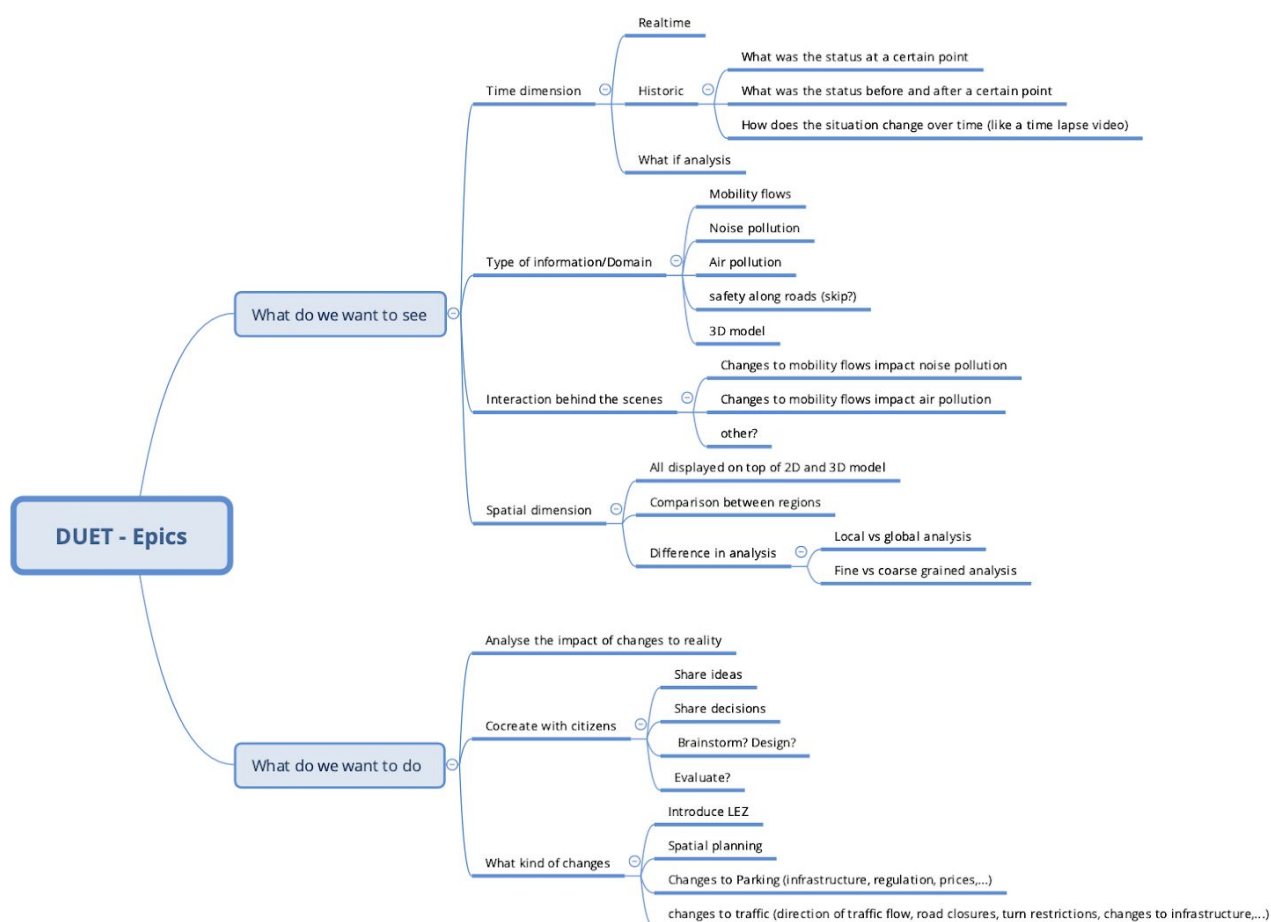 DUET - Epics
What do we want to see
Time dimension
Realtime
Historic
What was the status at a certain point
What was the status before and after a certain point
How does the situation change over time (like a time lapse video)
What if analysis
Type of information/Domain
Mobility flows
Noise pollution
Air pollution
safety along roads (skip?)
3D model
Interaction behind the scenes
Changes to mobility flows impact noise pollution
Changes to mobility flows impact air pollution
other?
Spatial dimension
All displayed on top of 2D and 3D model
Comparison between regions
Difference in analysis
Local vs global analysis
Fine vs coarse grained analysis
What do we want to do
Analyse the impact of changes to reality
Cocreate with citizens
Share ideas
Share decisions
Brainstorm? Design?
Evaluate?
What kind of changes
Introduce LEZ
Spatial planning
Changes to Parking (infrastructure, regulation, prices,...)
changes to traffic (direction of traffic flow, road closures, turn restrictions, changes to infrastructure,...)